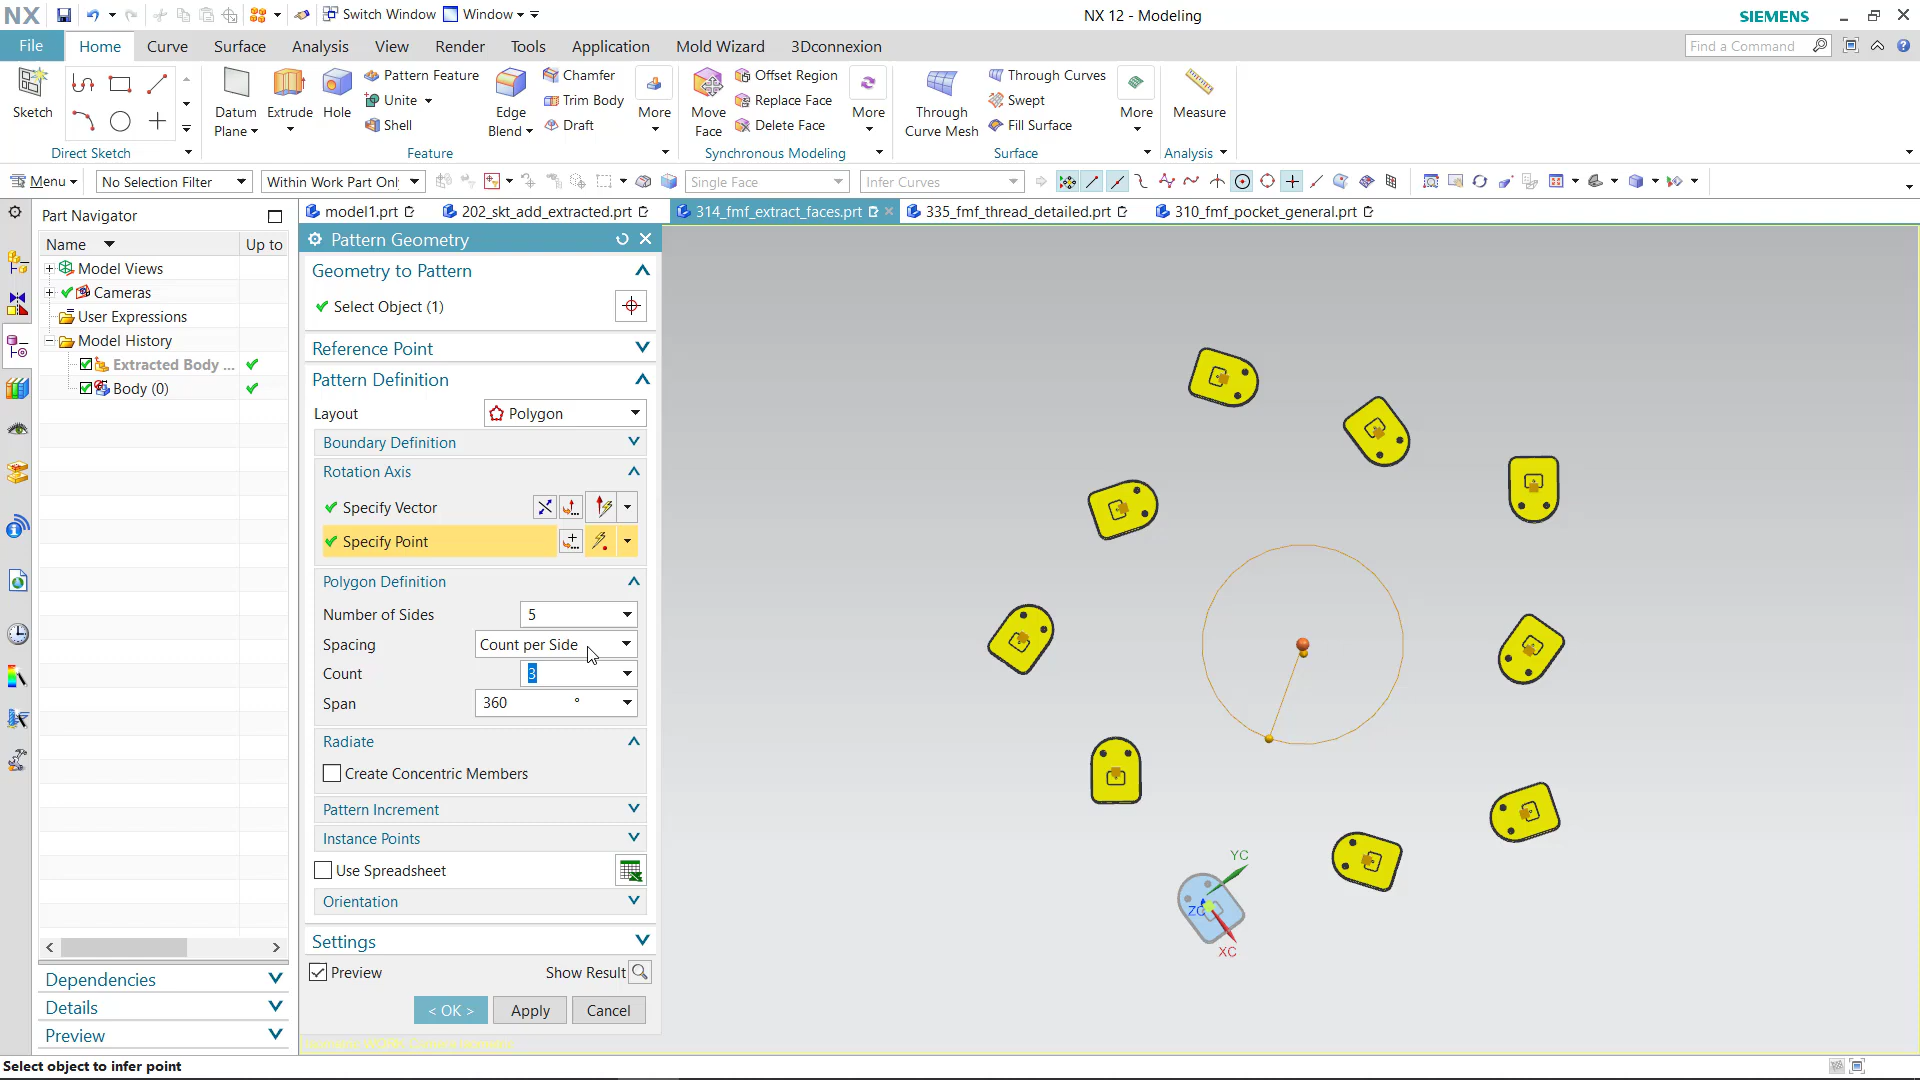 NX
Switch Window
Window
NX 12 - Modeling
SIEMENS
File
Home
Curve
Surface
Analysis
View
Render
Tools
Application
Mold Wizard
3Dconnexion
Find a Command
Sketch
Datum
Plane
Extrude
Hole
Pattern Feature
Unite
Shell
Edge
Blend
Chamfer
Trim Body
Draft
More
Move
Face
Offset Region
Replace Face
Delete Face
More
Through
Curve Mesh
Through Curves
Swept
Fill Surface
More
Measure
Direct Sketch
Feature
Synchronous Modeling
Surface
Analysis
Menu
No Selection Filter
Within Work Part Onl
Single Face
Infer Curves
Part Navigator
model1.prt
202_skt_add_extracted.prt
314_fmf_extract_faces.prt
335_fmf_thread_detailed.prt
310_fmf_pocket_general.prt
Name
Up to
Model Views
Cameras
User Expressions
Model History
Extracted Body ...
Body (0)
Dependencies
Details
Preview
Pattern Geometry
Geometry to Pattern
Select Object (1)
Reference Point
Pattern Definition
Layout
Polygon
Boundary Definition
Rotation Axis
Specify Vector
Specify Point
Polygon Definition
Number of Sides
5
Spacing
Count per Side
Count
3
Span
360
°
Radiate
Create Concentric Members
Pattern Increment
Instance Points
Use Spreadsheet
Orientation
Settings
Preview
Show Result
< OK >
Apply
Cancel
YC
ZC
XC
Select object to infer point